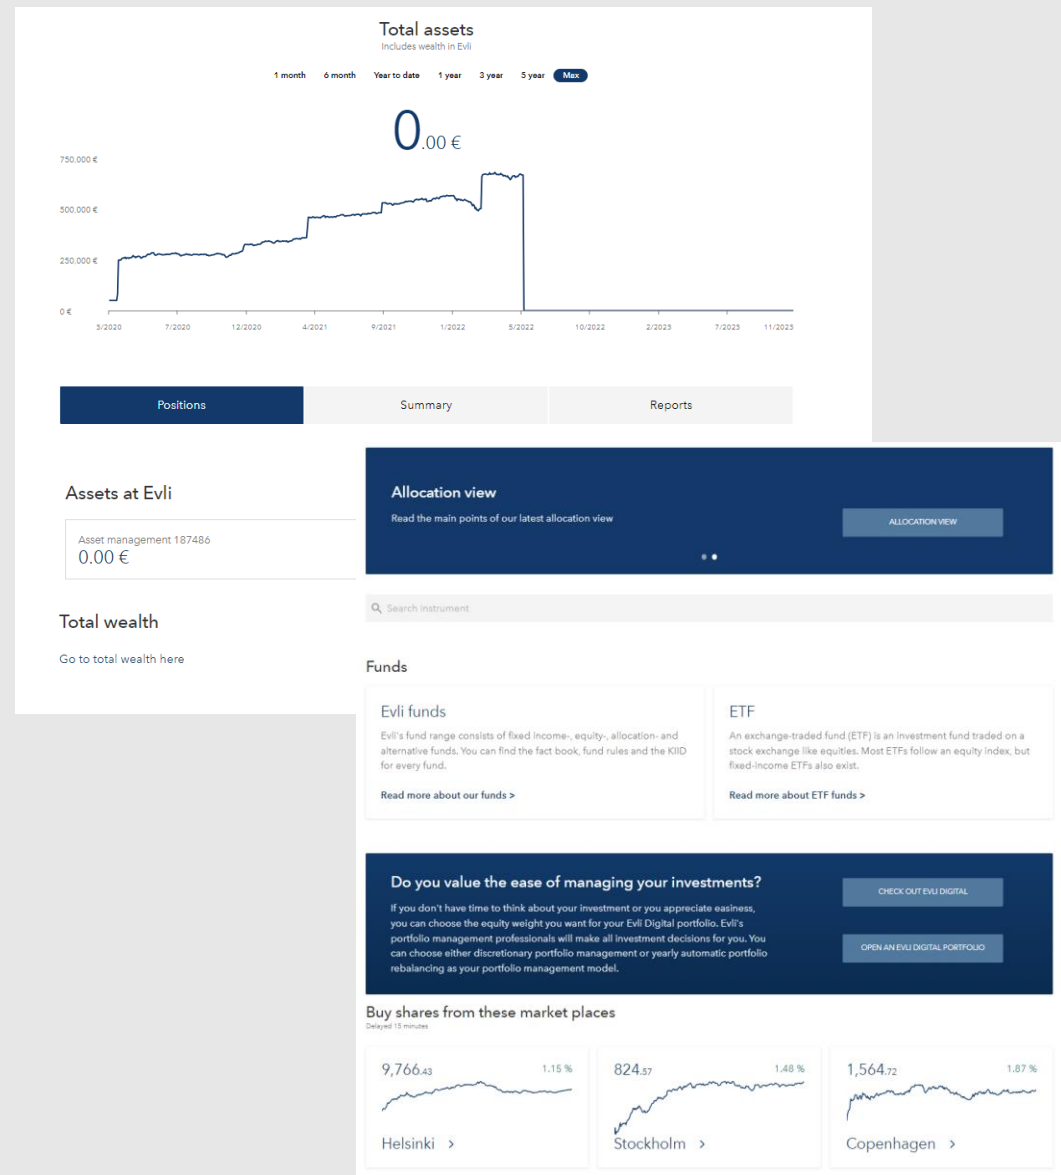 Total assets
Includes wealth in Evli
1 month 6 month Year to date 1 year 3 year 5 year Max
0.00 €
750.000 €
500.000 €
250.000 €
0 €
3/2020 7/2020 12/2020 4/2021 9/2021 1/2022 5/2022 10/2022 2/2023 7/2023 11/2023
Positions Summary Reports
Assets at Evli
Asset management 187486
0.00 €
Total wealth
Go to total wealth here
Allocation view
Read the main points of our latest allocation view
ALLOCATION VIEW
Search instrument
Funds
Evli funds
Evli's fund range consists of fixed income-, equity-, allocation- and
alternative funds. You can find the fact book, fund rules and the KIID
for every fund.
Read more about our funds >
ETF
An exchange-traded fund (ETF) is an investment fund traded on a
stock exchange like equities. Most ETFs follow an equity index, but
fixed-income ETFs also exist.
Read more about ETF funds >
Do you value the ease of managing your investments?
If you don't have time to think about your investment or you appreciate easiness,
you can choose the equity weight you want for your Evli Digital portfolio. Evli's
portfolio management professionals will make all investment decisions for you. You
can choose either discretionary portfolio management or yearly automatic portfolio
rebalancing as your portfolio management model.
CHECK OUT EVLI DIGITAL
OPEN AN EVLI DIGITAL PORTFOLIO
Buy shares from these market places
Delayed 15 minutes
9,766.43 1.15 %
Helsinki >
824.57 1.48 %
Stockholm >
1,564.72 1.87 %
Copenhagen >